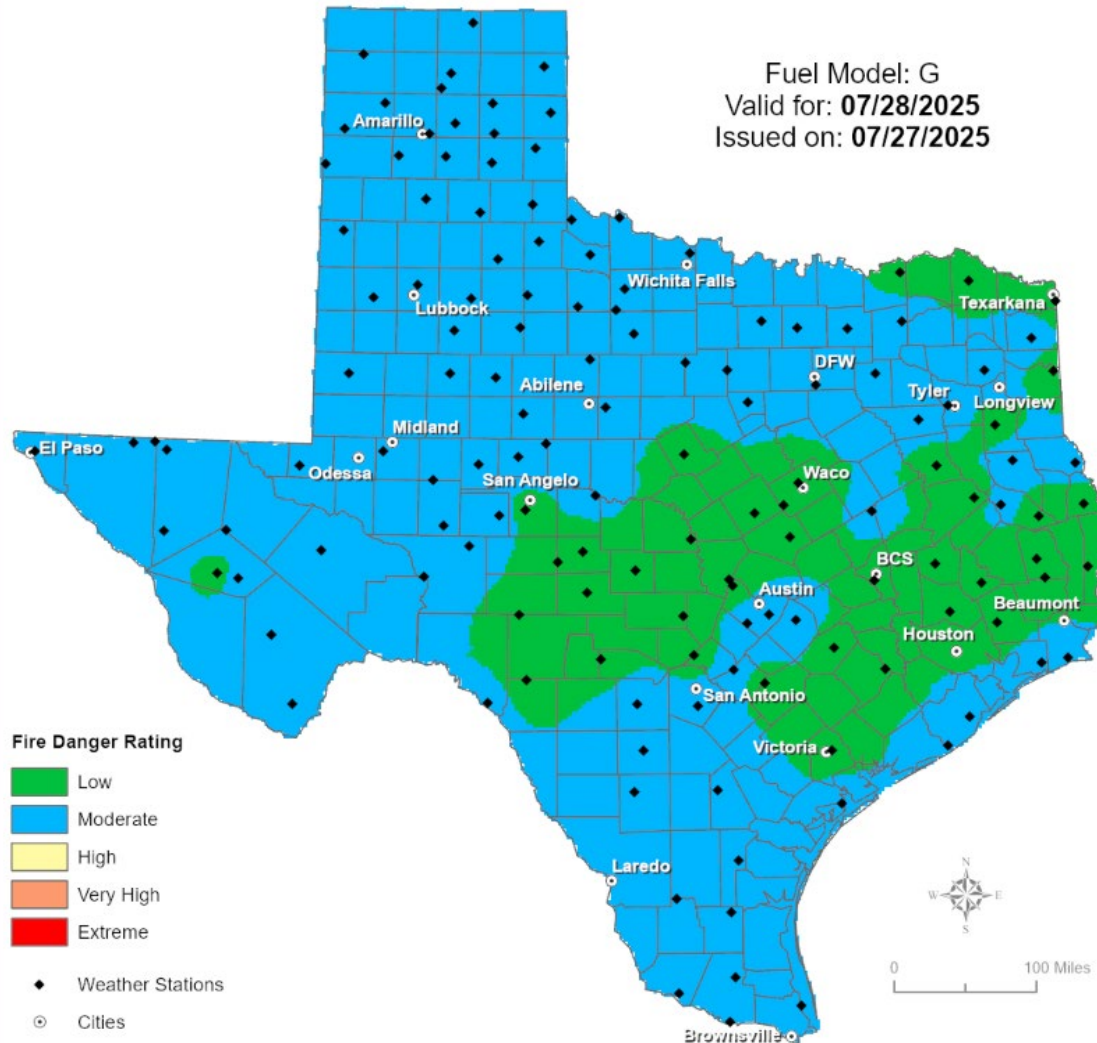 Fuel Model: G
Valid for: 07/28/2025
Issued on: 07/27/2025
Amarillo
Wichita Falls
Lubbock
Texarkana
DFW
Abilene
Tyler
Longview
Midland
El Paso
Odessa
San Angelo
Waco
BCS
Austin
Beaumont
Houston
San Antonio
Victoria
Laredo
Brownsville
Fire Danger Rating
Low
Moderate
High
Very High
Extreme
Weather Stations
Cities
N
W E
S
0 100 Miles